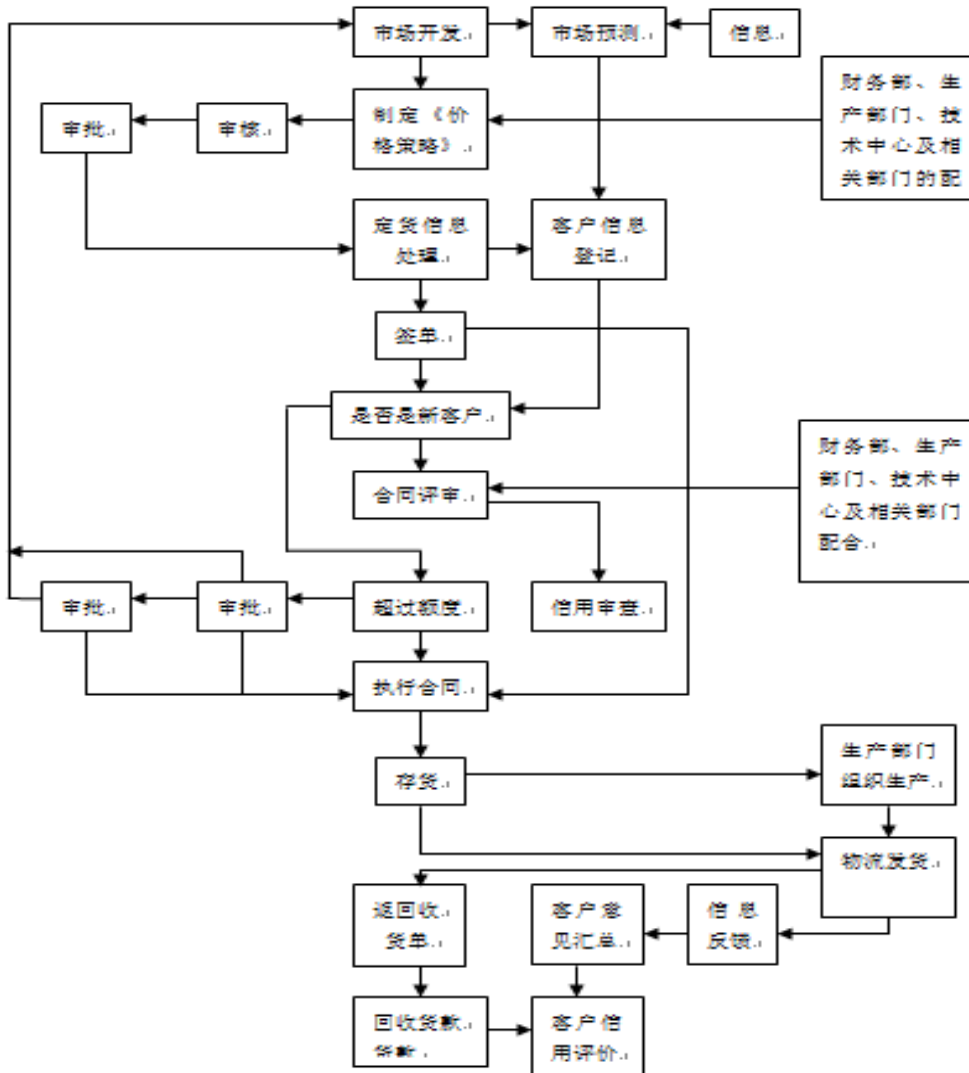 市场开发
市场预测
信息
财务部、生
产部门、技
术中心及相
关部门的配
审批
审核
制定《价
格策略》
定货信息
处理
客户信息
登记
签单
是否是新客户
财务部、生产
部门、技术中
心及相关部门
配合
合同评审
审批
审批
超过额度
信用审查
执行合同
存货
生产部门
组织生产
物流发货
返回收
货单
客户意
见汇总
信息
反馈
回收货款
货款
客户信
用评价